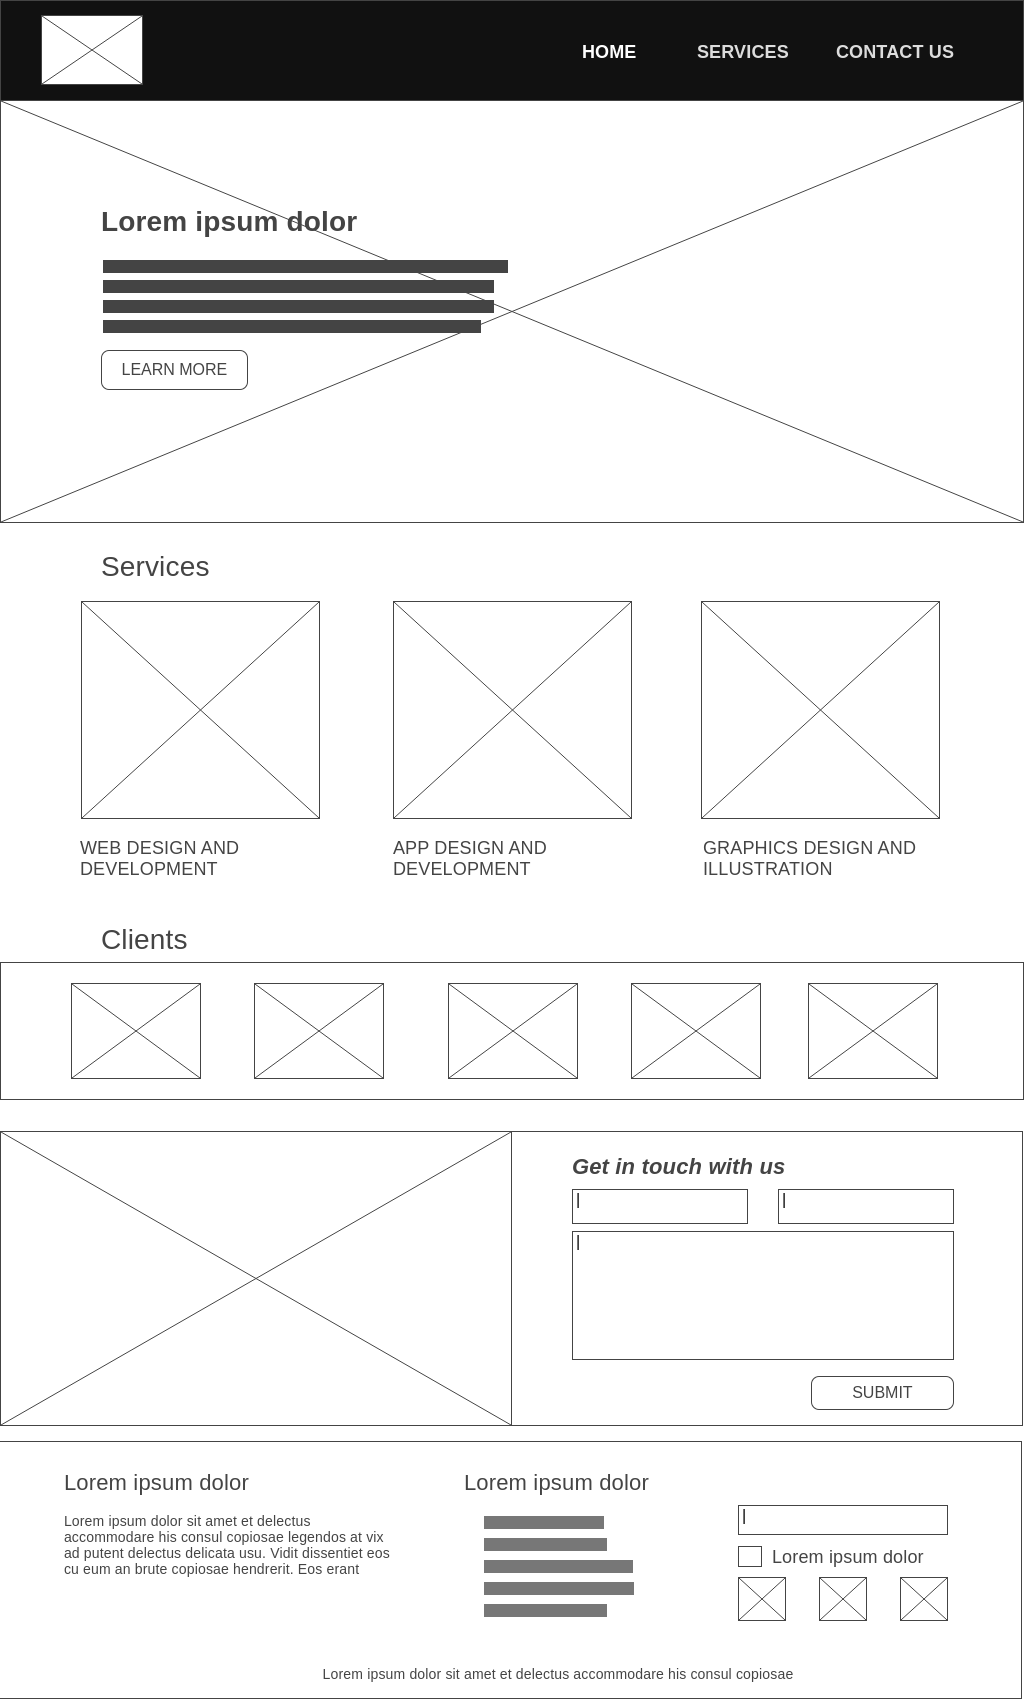 HOME SERVICES CONTACT US
Lorem ipsum dolor
LEARN MORE
Services
WEB DESIGN AND
DEVELOPMENT
APP DESIGN AND
DEVELOPMENT
GRAPHICS DESIGN AND
ILLUSTRATION
Clients
Get in touch with us
SUBMIT
Lorem ipsum dolor
Lorem ipsum dolor sit amet et delectus
accommodare his consul copiosae legendos at vix
ad putent delectus delicata usu. Vidit dissentiet eos
cu eum an brute copiosae hendrerit. Eos erant
Lorem ipsum dolor
Lorem ipsum dolor
Lorem ipsum dolor sit amet et delectus accommodare his consul copiosae